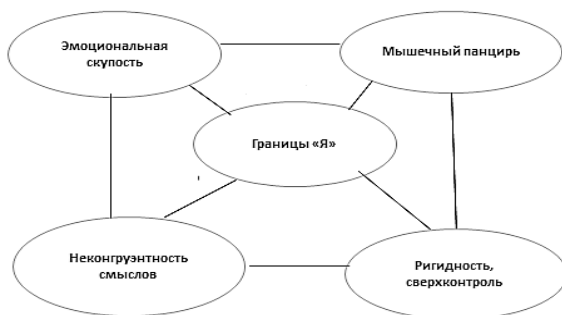 Эмоциональная
скупость
Мышечный панцирь
Границы «Я»
Неконгруэнтность
смыслов
Ригидность,
сверхконтроль